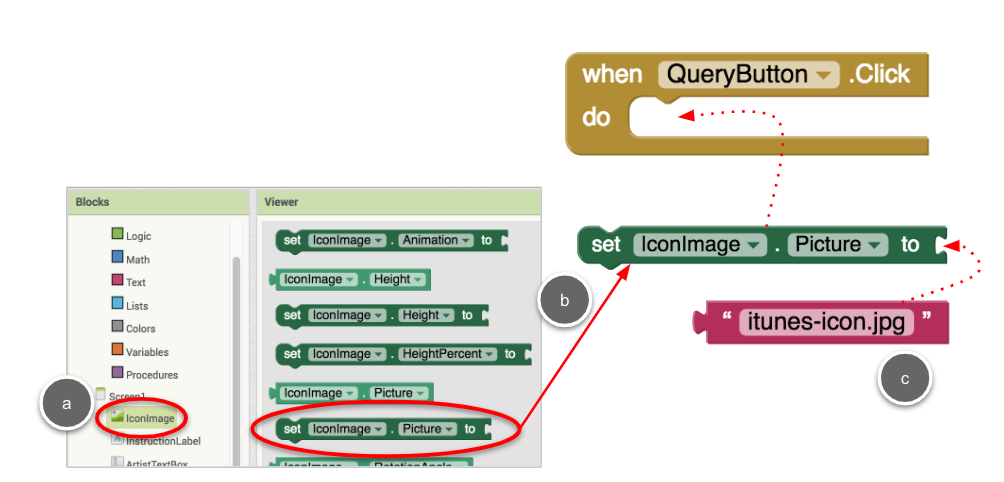 when QueryButton .Click
do
Blocks
Viewer
Logic
Math
Text
Lists
Colors
Variables
Procedures
Screen1
IconImage
InstructionLabel
ArtistTextBox
set IconImage . Animation to
IconImage . Height
set IconImage . Height to
set IconImage . HeightPercent to
IconImage . Picture
set IconImage . Picture to
IconImage . RotationAngle
set IconImage . Picture to
“ itunes-icon.jpg ”
a
b
c